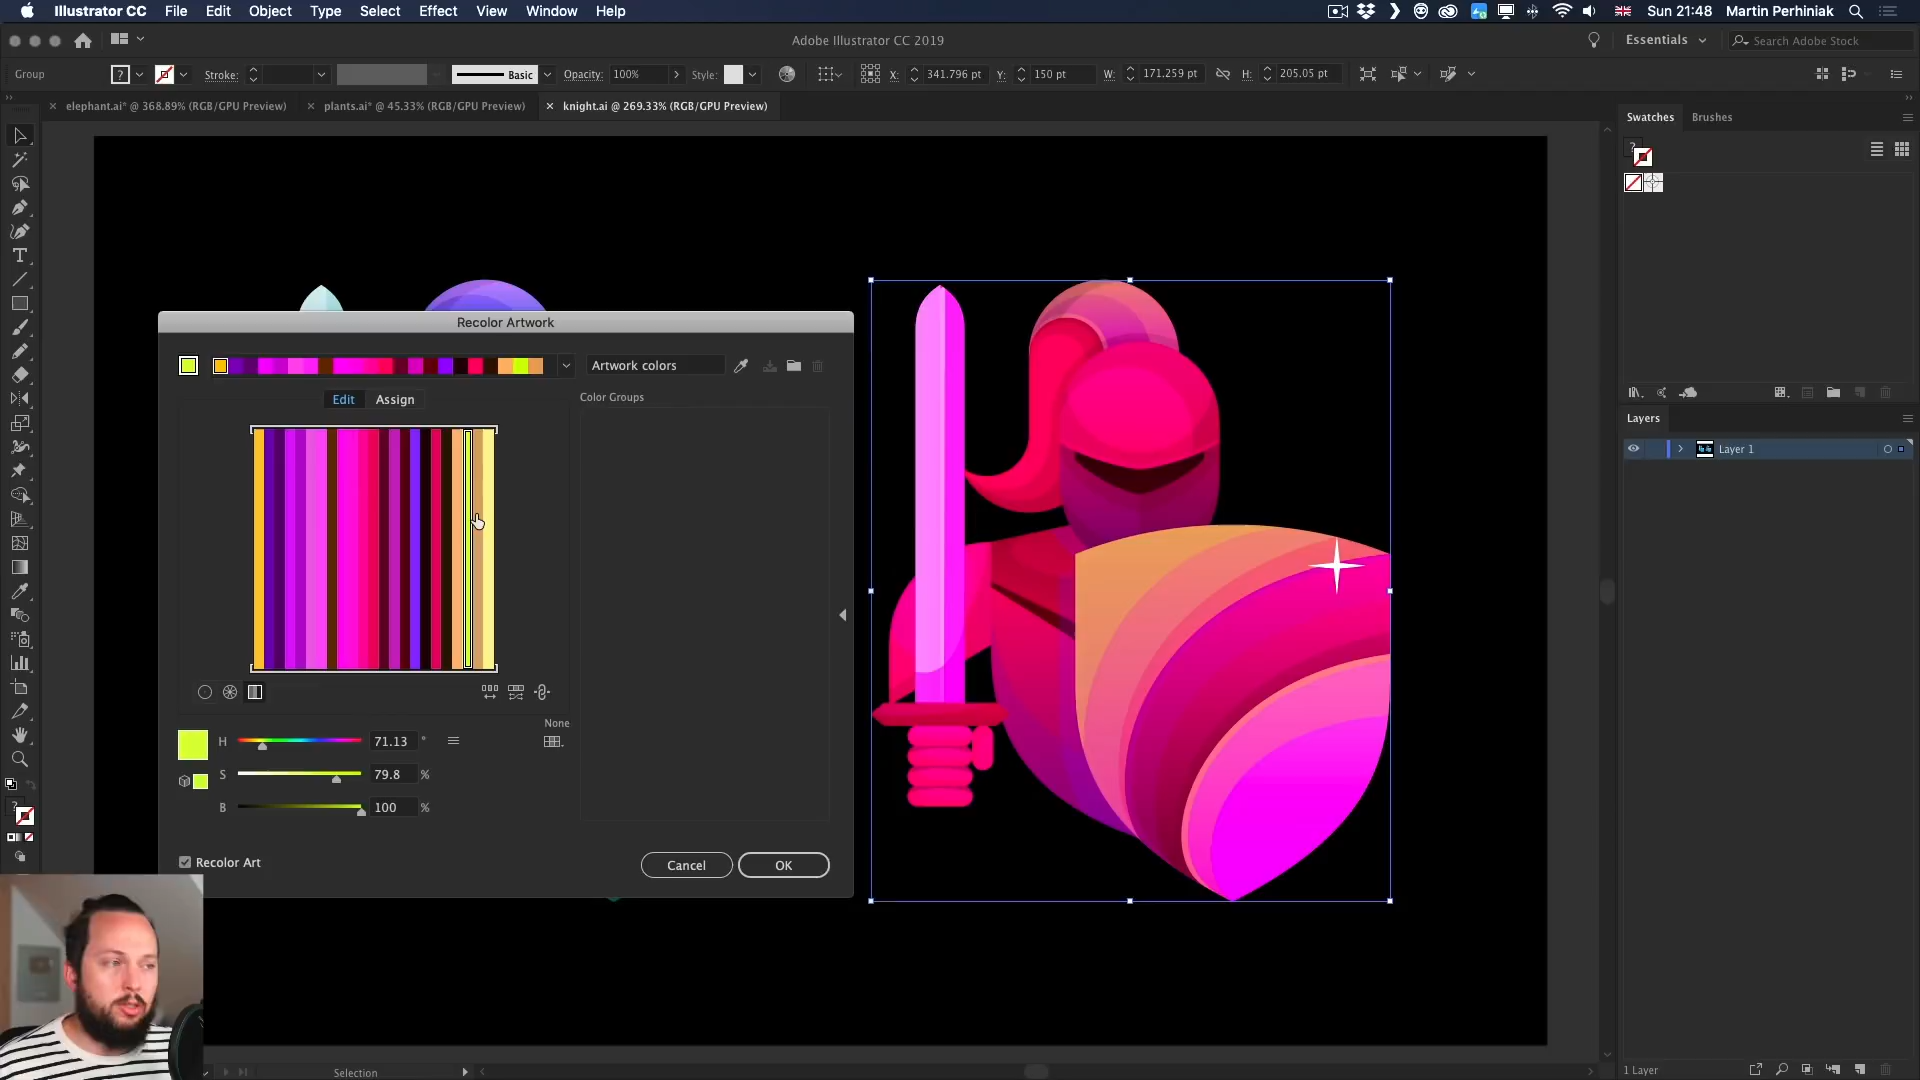 Illustrator CC File Edit Object Type Select Effect View Window Help Sun 21:48 Martin Perhiniak
Adobe Illustrator CC 2019 Essentials Search Adobe Stock
Group ? Stroke: Basic Opacity: 100% Style: X: 341.796 pt Y: 150 pt W: 171.259 pt H: 205.05 pt
elephant.ai* @ 368.89% (RGB/GPU Preview) plants.ai* @ 45.33% (RGB/GPU Preview) knight.ai @ 269.33% (RGB/GPU Preview)
Swatches Brushes
?
Recolor Artwork
Artwork colors
Edit Assign
Color Groups
Layers
Layer 1
None
H 71.13 °
S 79.8 %
B 100 %
?
Recolor Art
Cancel OK
Selection
1 Layer